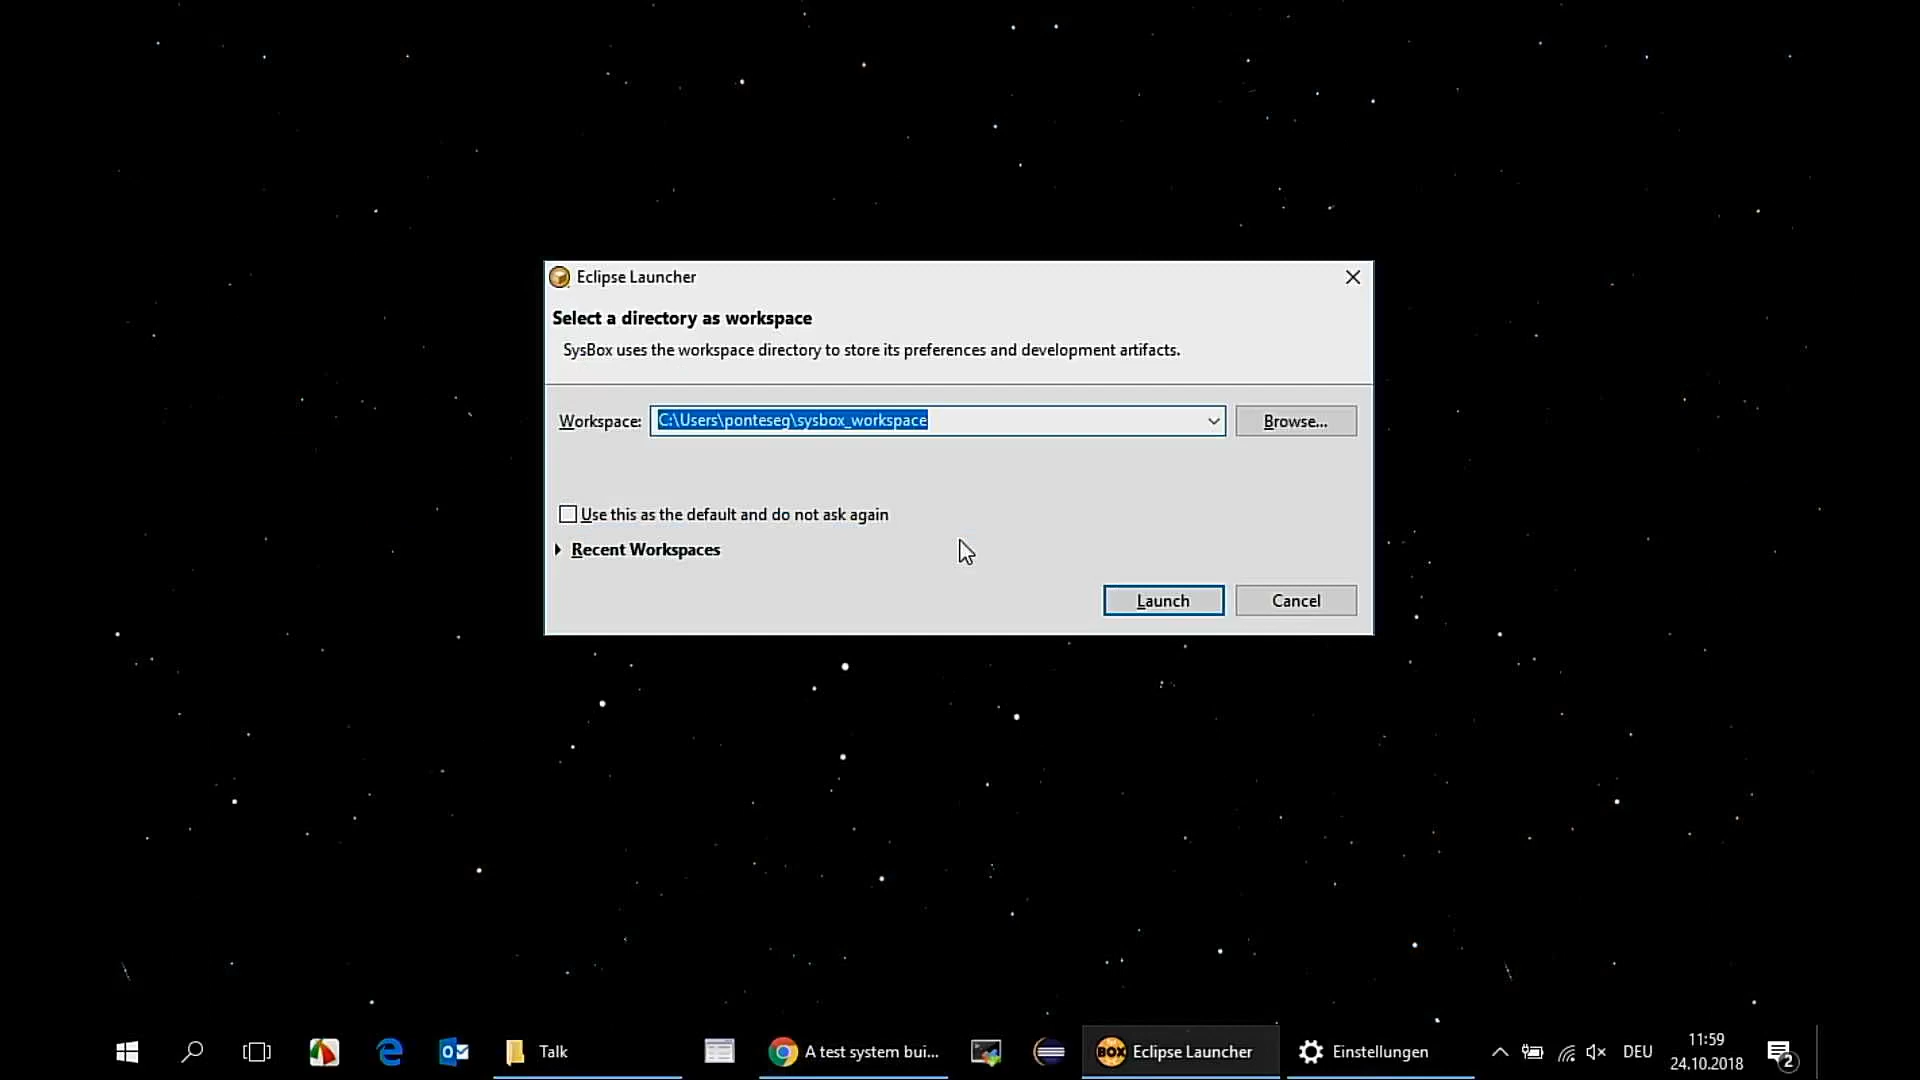 Eclipse Launcher
Select a directory as workspace
SysBox uses the workspace directory to store its preferences and development artifacts.
Workspace: C:\Users\ponteseg\sysbox_workspace Browse...
Use this as the default and do not ask again
Recent Workspaces
Launch Cancel
Talk A test system bui... BOX Eclipse Launcher Einstellungen DEU 11:59
24.10.2018 2